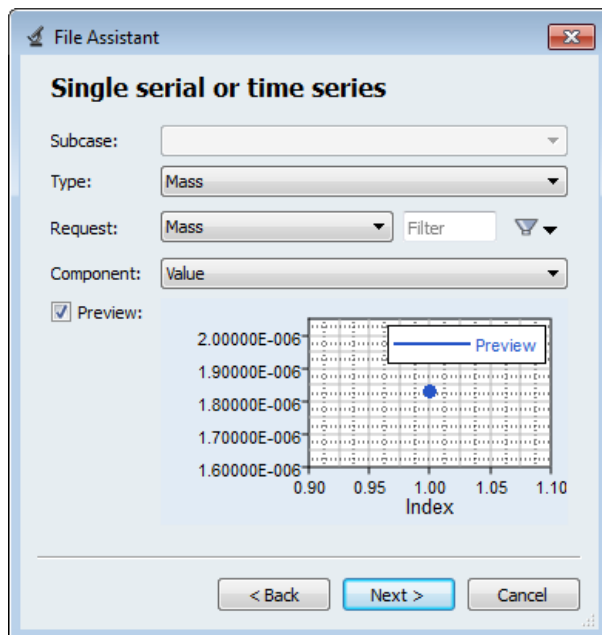 File Assistant
Single serial or time series
Subcase:
Type: Mass
Request: Mass Filter
Component: Value
Preview:
Preview
2.00000E-006
1.90000E-006
1.80000E-006
1.70000E-006
1.60000E-006
0.90 0.95 1.00 1.05 1.10
Index
< Back Next > Cancel